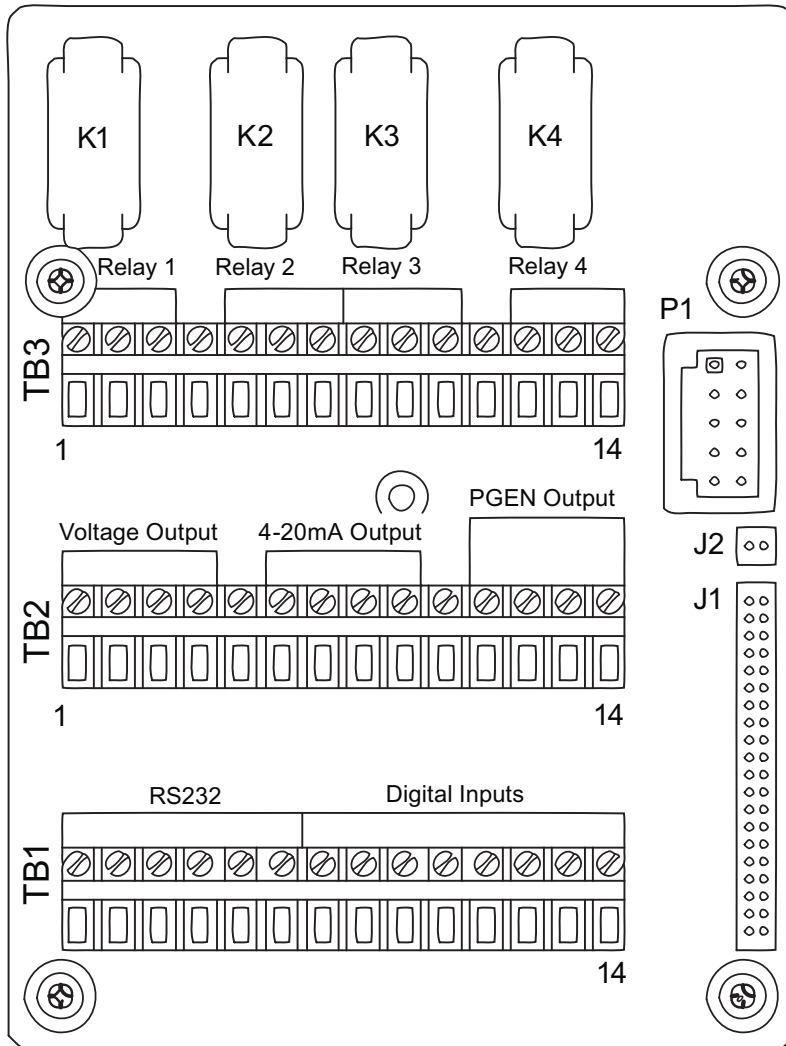 K1 K2 K3 K4
Relay 1 Relay 2 Relay 3 Relay 4
P1
TB3
1 14
PGEN Output
Voltage Output 4-20mA Output
J2
J1
TB2
1 14
RS232 Digital Inputs
TB1
14